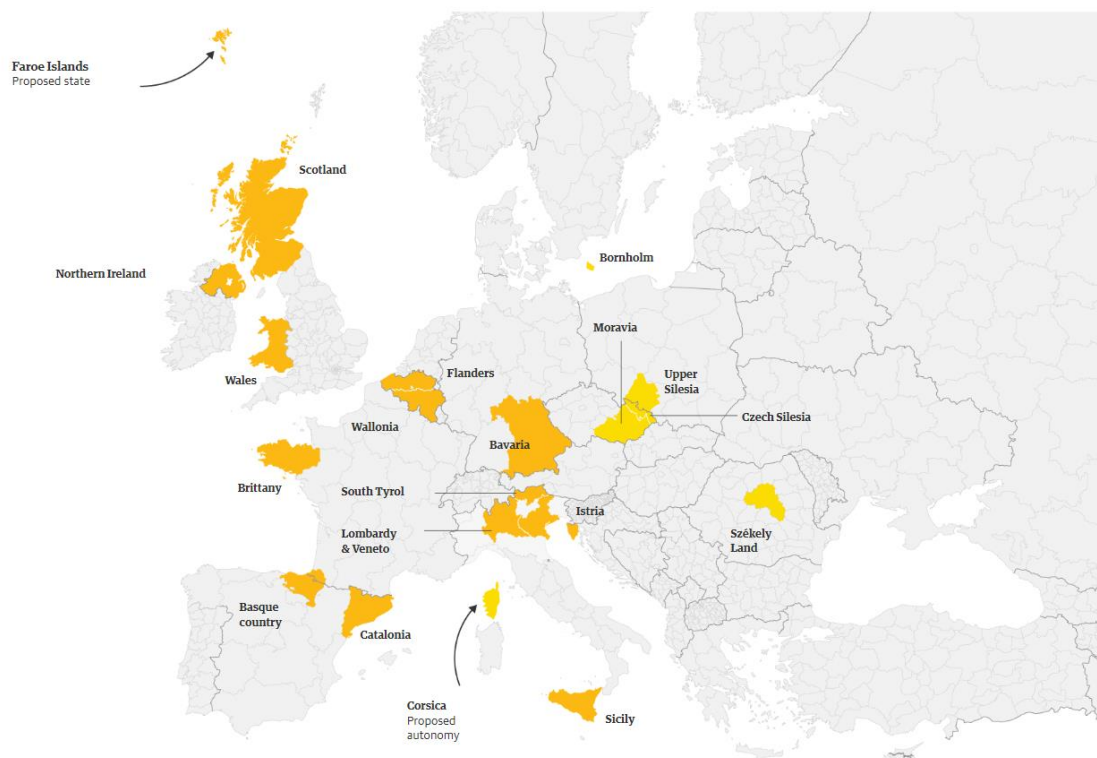 Faroe Islands
Proposed state
Scotland
Northern Ireland
Bornholm
Moravia
Wales
Flanders
Upper
Silesia
Czech Silesia
Wallonia
Bavaria
Brittany
South Tyrol
Istria
Lombardy
& Veneto
Székely
Land
Basque
country
Catalonia
Corsica
Proposed
autonomy
Sicily